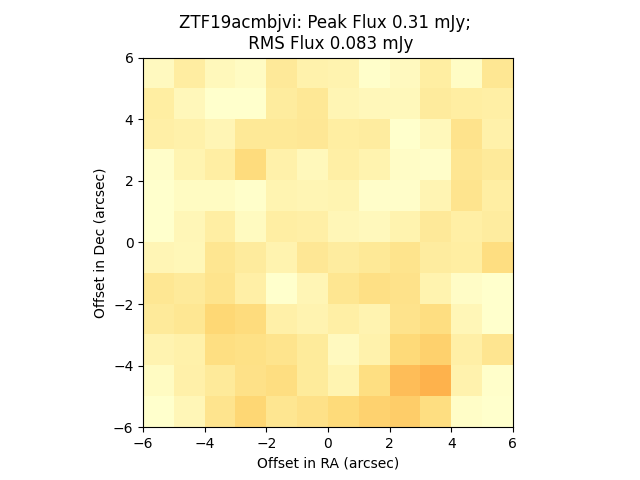 ZTF19acmbjvi: Peak Flux 0.31 mJy;
RMS Flux 0.083 mJy
6
4
2
0
−2
−4
−6
Offset in Dec (arcsec)
−6 −4 −2 0 2 4 6
Offset in RA (arcsec)